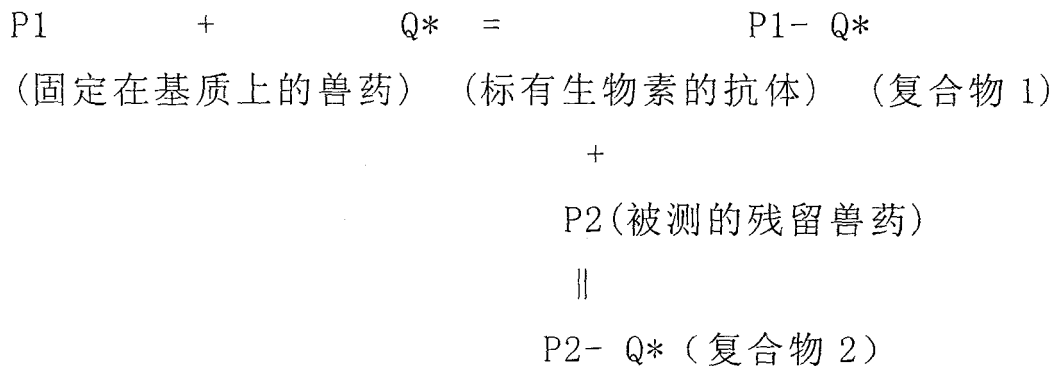 P1 + Q* = P1- Q*
(固定在基质上的兽药) (标有生物素的抗体) (复合物 1)
+
P2(被测的残留兽药)
‖
P2- Q*(复合物 2)